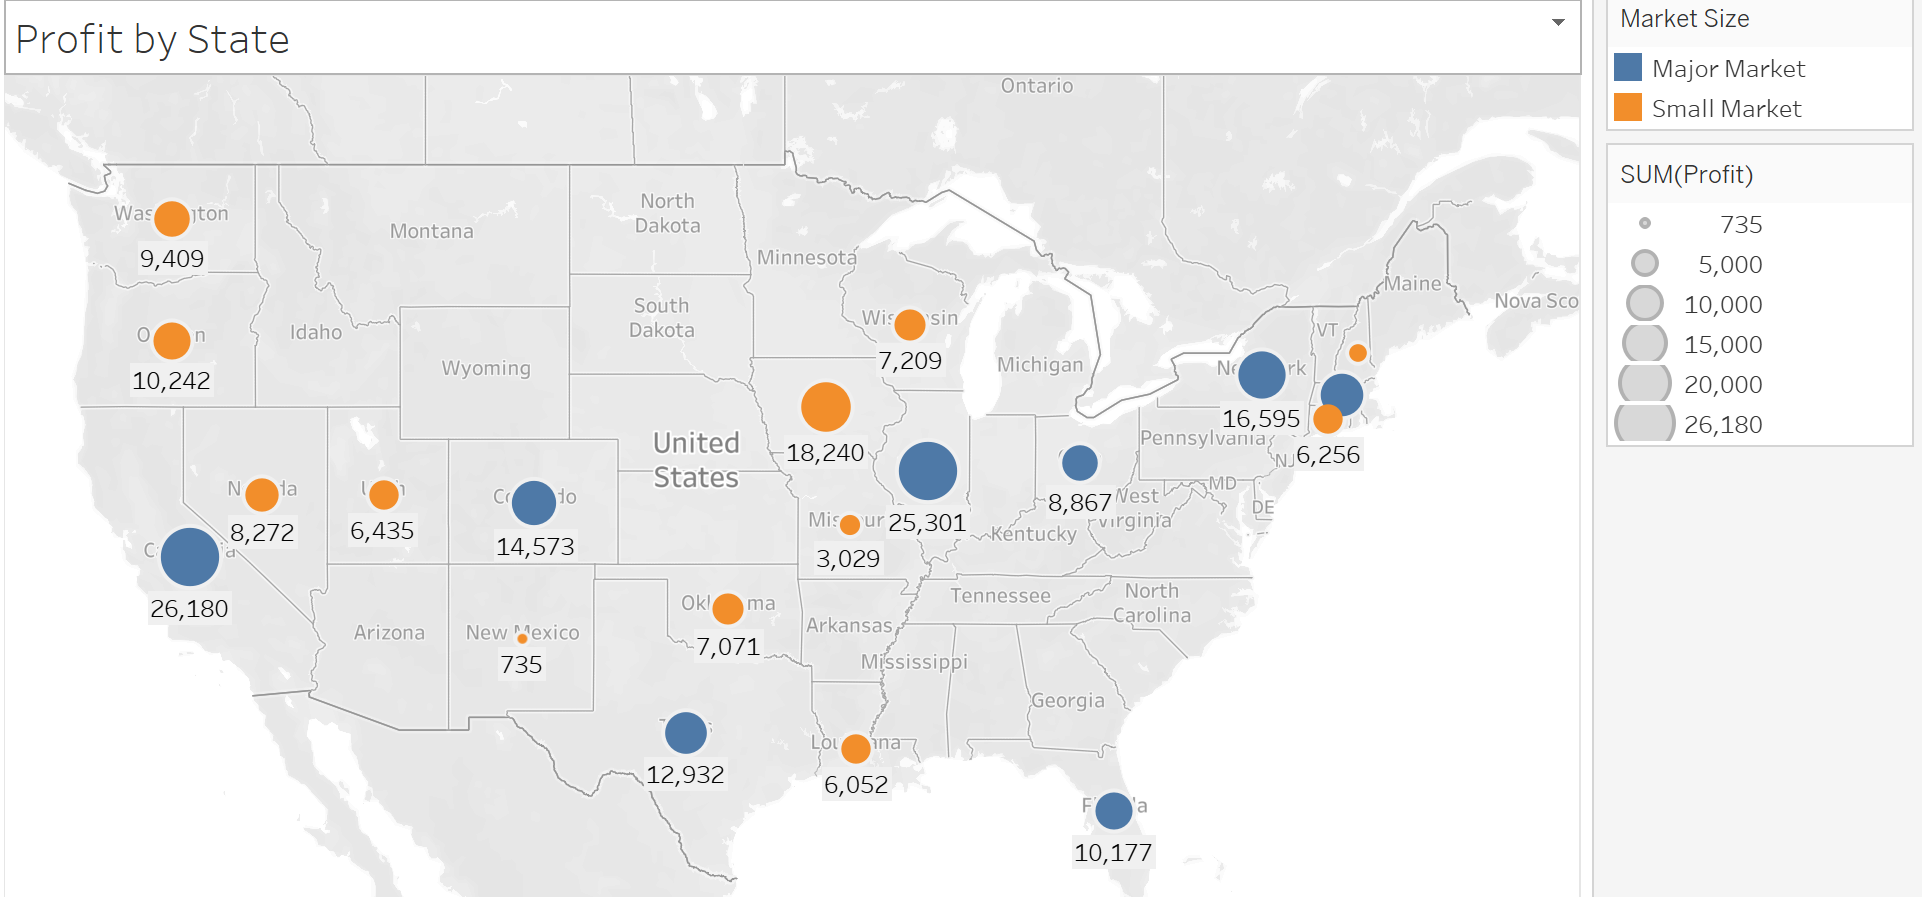 Profit by State
Ontario
North
Dakota
Montana
Minnesota
9,409
South
Dakota
Maine
Nova Sco
Idaho
VT
10,242
Wyoming
7,209
Michigan
16,595
United
States
18,240
Pennsylvania
6,256
NJ
MD
8,272
6,435
14,573
25,301
8,867
West
Virginia
DE
3,029
Kentucky
26,180
Tennessee
North
Carolina
Arizona
New Mexico
735
7,071
Arkansas
Mississippi
Georgia
12,932
6,052
10,177
Market Size
Major Market
Small Market
SUM(Profit)
735
5,000
10,000
15,000
20,000
26,180